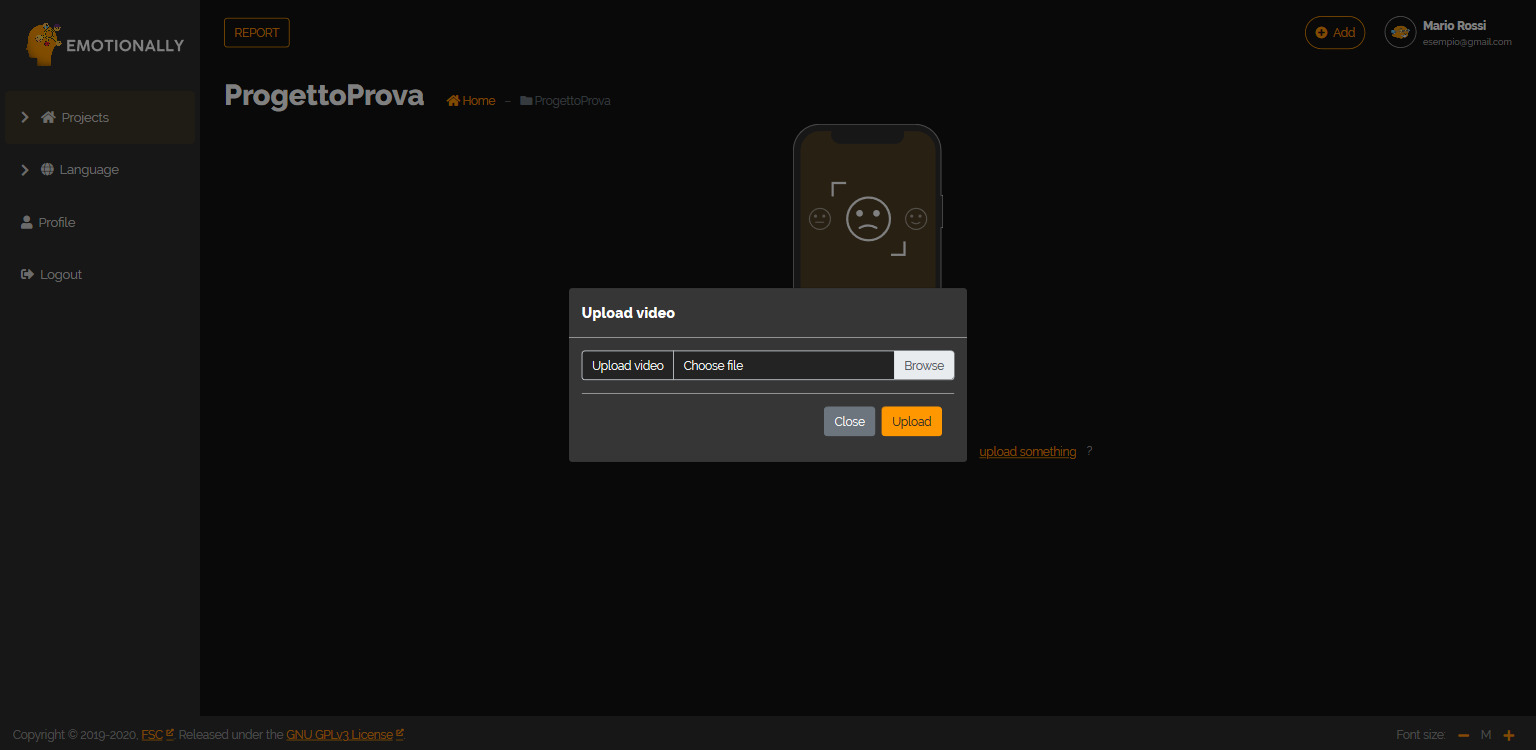 EMOTIONALLY
REPORT
Add
Mario Rossi
esempio@gmail.com
ProgettoProva
Home – ProgettoProva
Projects
Language
Profile
Logout
Upload video
Upload video Choose file Browse
Close Upload
upload something ?
Copyright © 2019-2020, FSC. Released under the GNU GPLv3 License
Font size: − M +